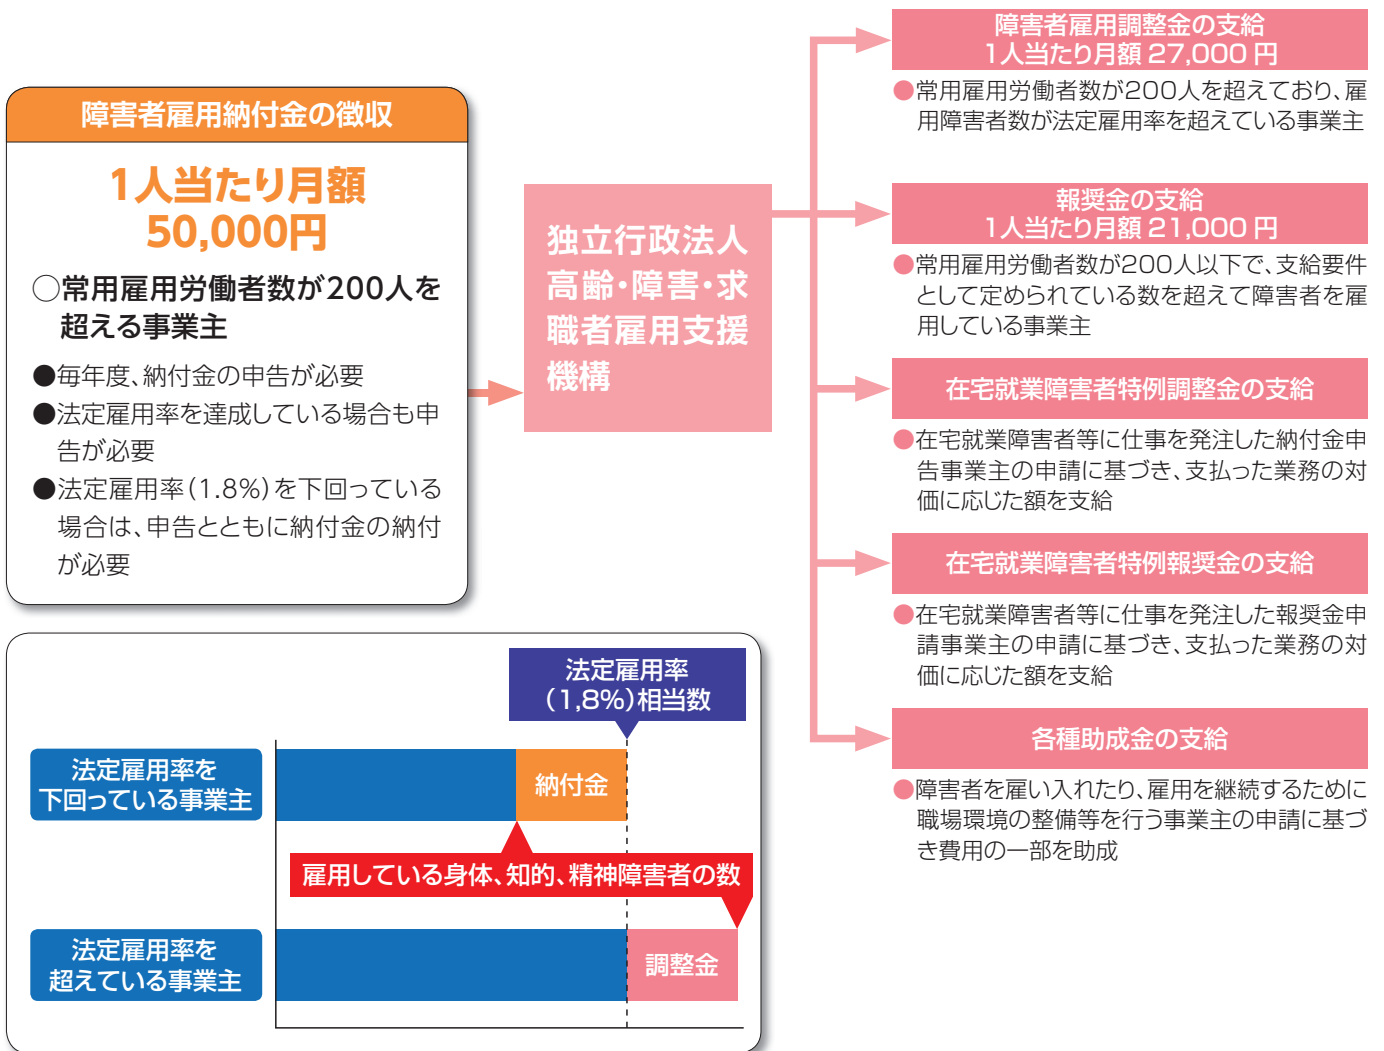 障害者雇用納付金の徴収
1人当たり月額
50,000円
○常用雇用労働者数が200人を
超える事業主
●毎年度、納付金の申告が必要
●法定雇用率を達成している場合も申
告が必要
●法定雇用率(1.8%)を下回っている
場合は、申告とともに納付金の納付
が必要
独立行政法人
高齢・障害・求
職者雇用支援
機構
障害者雇用調整金の支給
1人当たり月額 27,000 円
●常用雇用労働者数が200人を超えており、雇
用障害者数が法定雇用率を超えている事業主
報奨金の支給
1人当たり月額 21,000 円
●常用雇用労働者数が200人以下で、支給要件
として定められている数を超えて障害者を雇
用している事業主
在宅就業障害者特例調整金の支給
●在宅就業障害者等に仕事を発注した納付金申
告事業主の申請に基づき、支払った業務の対
価に応じた額を支給
在宅就業障害者特例報奨金の支給
●在宅就業障害者等に仕事を発注した報奨金申
請事業主の申請に基づき、支払った業務の対
価に応じた額を支給
各種助成金の支給
●障害者を雇い入れたり、雇用を継続するために
職場環境の整備等を行う事業主の申請に基づ
き費用の一部を助成
法定雇用率
(1,8%)相当数
法定雇用率を
下回っている事業主
納付金
雇用している身体、知的、精神障害者の数
法定雇用率を
超えている事業主
調整金